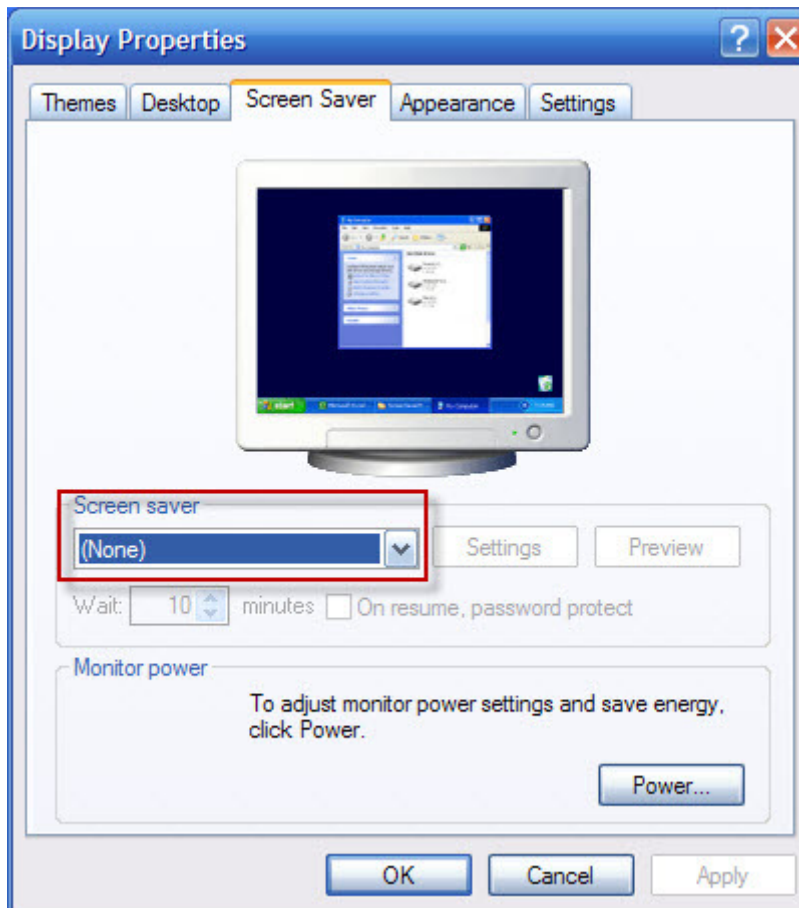 Display Properties
Themes Desktop Screen Saver Appearance Settings
start
Screen saver
(None) Settings Preview
Wait: 10 minutes On resume, password protect
Monitor power
To adjust monitor power settings and save energy,
click Power.
Power...
OK Cancel Apply